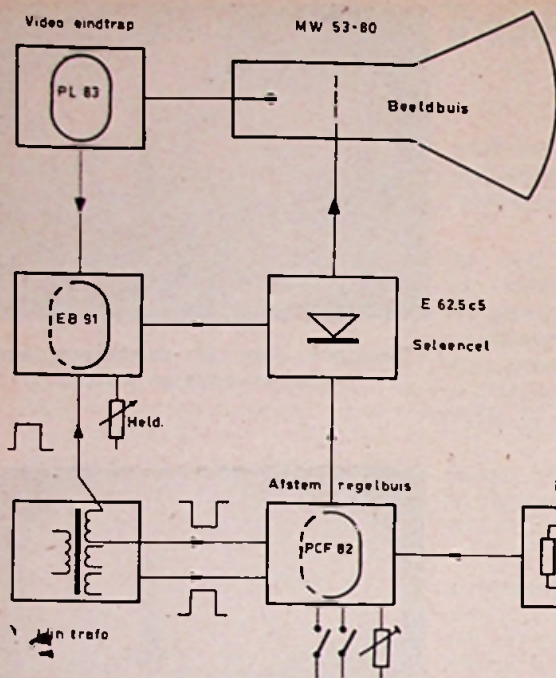 Video eindtrap
MW 53-80
PL 83
Beeldbuis
EB 91
E 62.5c5
Seleencel
Held.
Afstem regelbuis
PCF 82
Lijn trafo